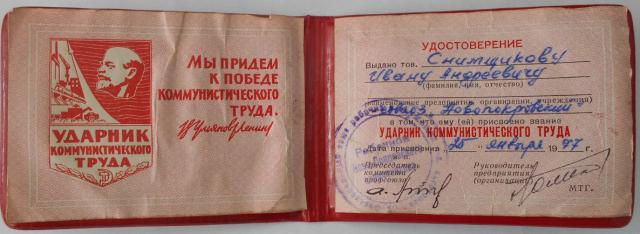 УДАРНИК
КОММУНИСТИЧЕСКОГО
ТРУДА
МЫ ПРИДЕМ
К ПОБЕДЕ
КОММУНИСТИЧЕСКОГО
ТРУДА.
В. Ульянов (Ленин)
УДОСТОВЕРЕНИЕ
Выдано тов. Снимщикову
Ивану Андреевичу
(фамилия, имя, отчество)
(наименование предприятия, организации, учреждения)
"Новопокровский"
в том, что ему (ей) присвоено звание
УДАРНИК КОММУНИСТИЧЕСКОГО ТРУДА
Дата присвоения „25" января 1977 г.
Председатель
комитета
профсоюза
Руководитель
предприятия
(организации)
МТГ.